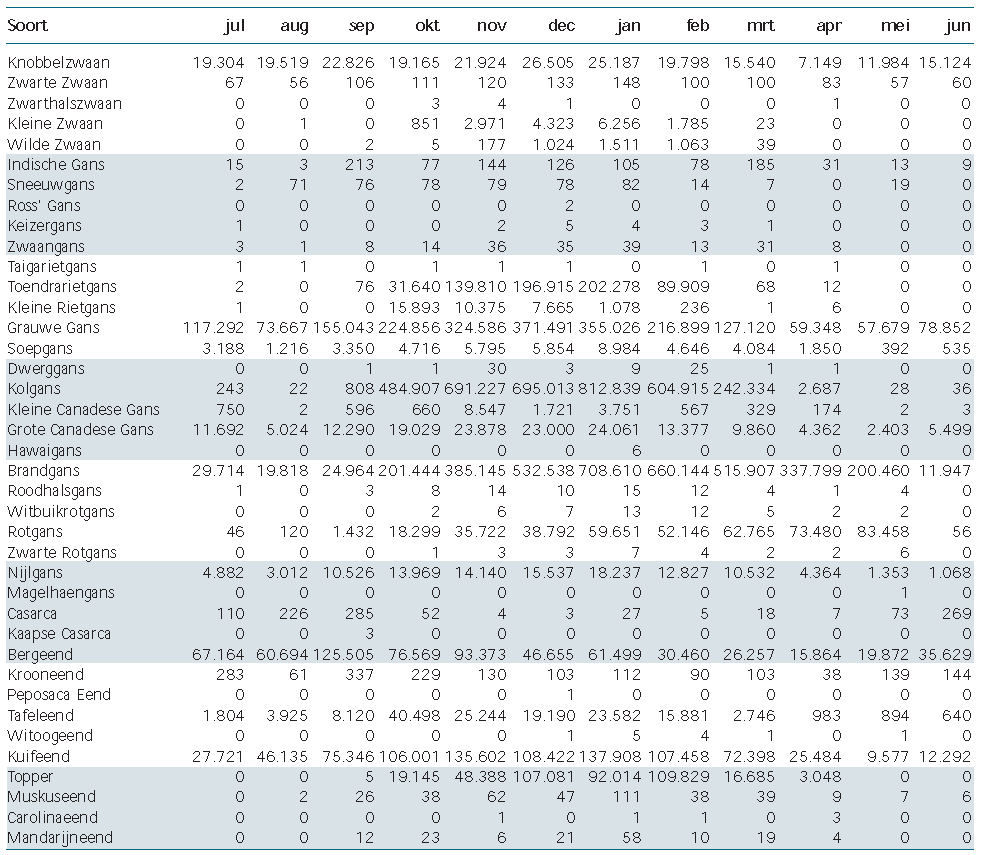 Soort jul aug sep okt nov dec jan feb mrt apr mei jun
Knobbelzwaan 19.304 19.519 22.826 19.165 21.924 26.505 25.187 19.798 15.540 7.149 11.984 15.124
Zwarte Zwaan 67 56 106 111 120 133 148 100 100 83 57 60
Zwarthalszwaan 0 0 0 3 4 1 0 0 0 1 0 0
Kleine Zwaan 0 1 0 851 2.971 4.323 6.256 1.785 23 0 0 0
Wilde Zwaan 0 0 2 5 177 1.024 1.511 1.063 39 0 0 0
Indische Gans 15 3 213 77 144 126 105 78 185 31 13 9
Sneeuwgans 2 71 76 78 79 78 82 14 7 0 19 0
Ross' Gans 0 0 0 0 0 2 0 0 0 0 0 0
Keizergans 1 0 0 0 2 5 4 3 1 0 0 0
Zwaangans 3 1 8 14 36 35 39 13 31 8 0 0
Taigarietgans 1 1 0 1 1 1 0 1 0 1 0 0
Toendrarietgans 2 0 76 31.640 139.810 196.915 202.278 89.909 68 12 0 0
Kleine Rietgans 1 0 0 15.893 10.375 7.665 1.078 236 1 6 0 0
Grauwe Gans 117.292 73.667 155.043 224.856 324.586 371.491 355.026 216.899 127.120 59.348 57.679 78.852
Soepgans 3.188 1.216 3.350 4.716 5.795 5.854 8.984 4.646 4.084 1.850 392 535
Dwerggans 0 0 1 1 30 3 9 25 1 1 0 0
Kolgans 243 22 808 484.907 691.227 695.013 812.839 604.915 242.334 2.687 28 36
Kleine Canadese Gans 750 2 596 660 8.547 1.721 3.751 567 329 174 2 3
Grote Canadese Gans 11.692 5.024 12.290 19.029 23.878 23.000 24.061 13.377 9.860 4.362 2.403 5.499
Hawaigans 0 0 0 0 0 0 6 0 0 0 0 0
Brandgans 29.714 19.818 24.964 201.444 385.145 532.538 708.610 660.144 515.907 337.799 200.460 11.947
Roodhalsgans 1 0 3 8 14 10 15 12 4 1 4 0
Witbuikrotgans 0 0 0 2 6 7 13 12 5 2 2 0
Rotgans 46 120 1.432 18.299 35.722 38.792 59.651 52.146 62.765 73.480 83.458 56
Zwarte Rotgans 0 0 0 1 3 3 7 4 2 2 6 0
Nijlgans 4.882 3.012 10.526 13.969 14.140 15.537 18.237 12.827 10.532 4.364 1.353 1.068
Magelhaengans 0 0 0 0 0 0 0 0 0 0 1 0
Casarca 110 226 285 52 4 3 27 5 18 7 73 269
Kaapse Casarca 0 0 3 0 0 0 0 0 0 0 0 0
Bergeend 67.164 60.694 125.505 76.569 93.373 46.655 61.499 30.460 26.257 15.864 19.872 35.629
Krooneend 283 61 337 229 130 103 112 90 103 38 139 144
Peposaca Eend 0 0 0 0 0 1 0 0 0 0 0 0
Tafeleend 1.804 3.925 8.120 40.498 25.244 19.190 23.582 15.881 2.746 983 894 640
Witoogeend 0 0 0 0 0 1 5 4 1 0 1 0
Kuifeend 27.721 46.135 75.346 106.001 135.602 108.422 137.908 107.458 72.398 25.484 9.577 12.292
Topper 0 0 5 19.145 48.388 107.081 92.014 109.829 16.685 3.048 0 0
Muskuseend 0 2 26 38 62 47 111 38 39 9 7 6
Carolinaeend 0 0 0 0 1 0 1 1 0 3 0 0
Mandarijneend 0 0 12 23 6 21 58 10 19 4 0 0